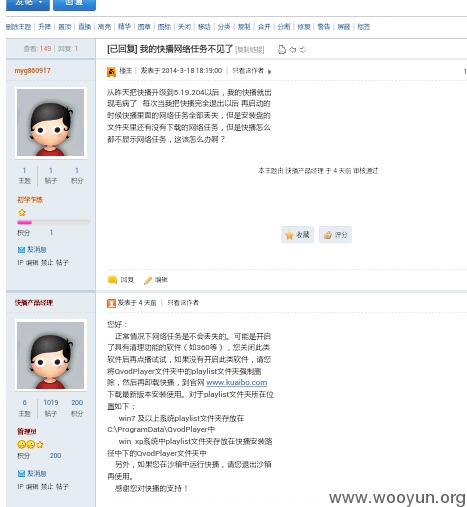 发帖 回复
删除主题 升降 置顶 直播 高亮 精华 图章 图标 关闭 移动 分类 复制 合并 分割 修复 警告 屏蔽 标签
查看: 149 回复: 1
[已回复] 我的快播网络任务不见了 [复制链接]
myg860917
楼主 发表于 2014-3-18 18:19:00 只看该作者
从昨天把快播升级到5.19.204以后，我的快播就出
现毛病了 每次当我把快播完全退出以后 再启动的
时候快播里面的网络任务全部丢失，但是安装盘的
文件夹里还有没有下载的网络任务，但是快播怎么
都不显示网络任务，这该怎么办啊？
本主题由 快播产品经理 于 4 天前 审核通过
1 1 1
主题 帖子 积分
初学乍练
积分 1
发消息
IP 编辑 禁止 帖子
收藏 评分
回复 编辑
快播产品经理
发表于 4 天前 只看该作者
您好：
正常情况下网络任务是不会丢失的。可能是开启
了具有清理功能的软件（如360等），您关闭此类
软件后再点播试试，如果没有开启此类软件，请您
将QvodPlayer文件夹中的playlist文件夹强制删
除，然后再卸载快播，到官网 www.kuaibo.com
下载最新版本安装使用。对于playlist文件夹所在位
置如下：
win7 及以上系统playlist文件夹存放在
C:\ProgramData\QvodPlayer中
win xp系统中playlist文件夹存放在快播安装路
径中下的QvodPlayer文件夹中
另外，如果您在沙箱中运行快播，请您退出沙箱
再使用。
感谢您对快播的支持！
6 1019 200
主题 帖子 积分
管理员
积分 200
发消息
IP 编辑 禁止 帖子
www.wooyun.org